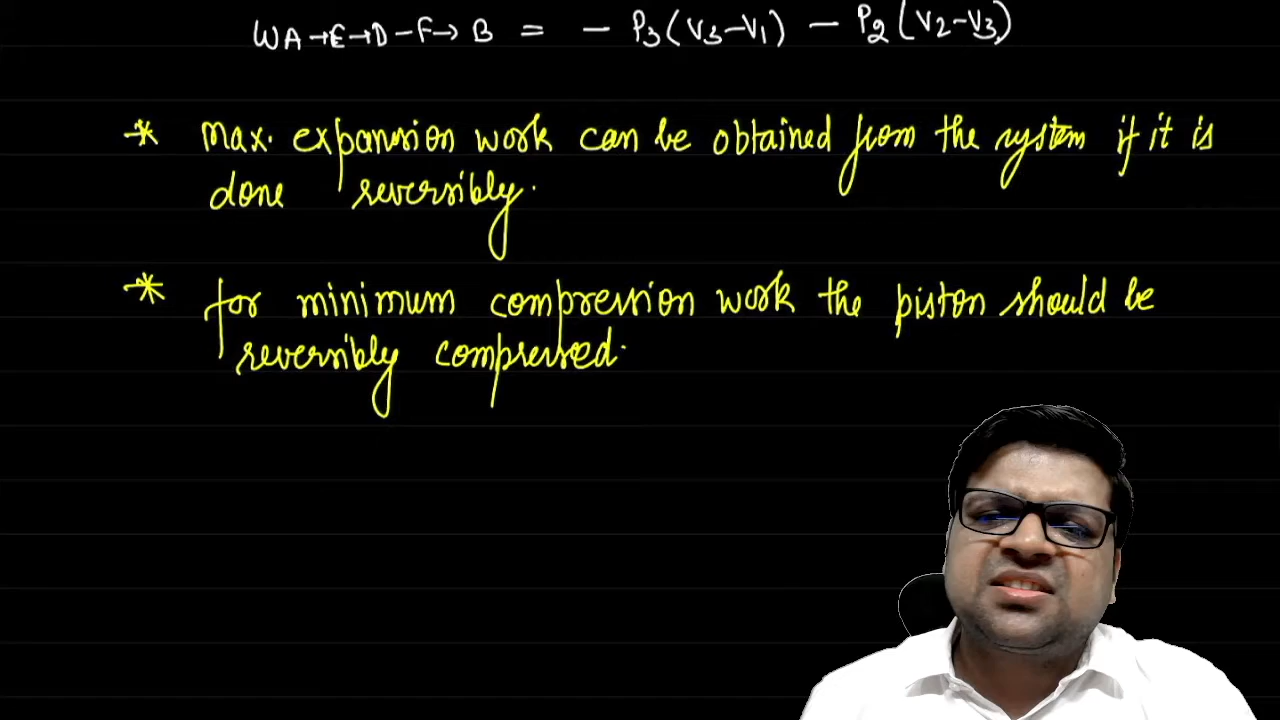 WA→E→D–F→B = – P3(V3–V1) – P2(V2–V3)
* max. expansion work can be obtained from the system if it is
done reversibly.
* for minimum compression work the piston should be
reversibly compressed.